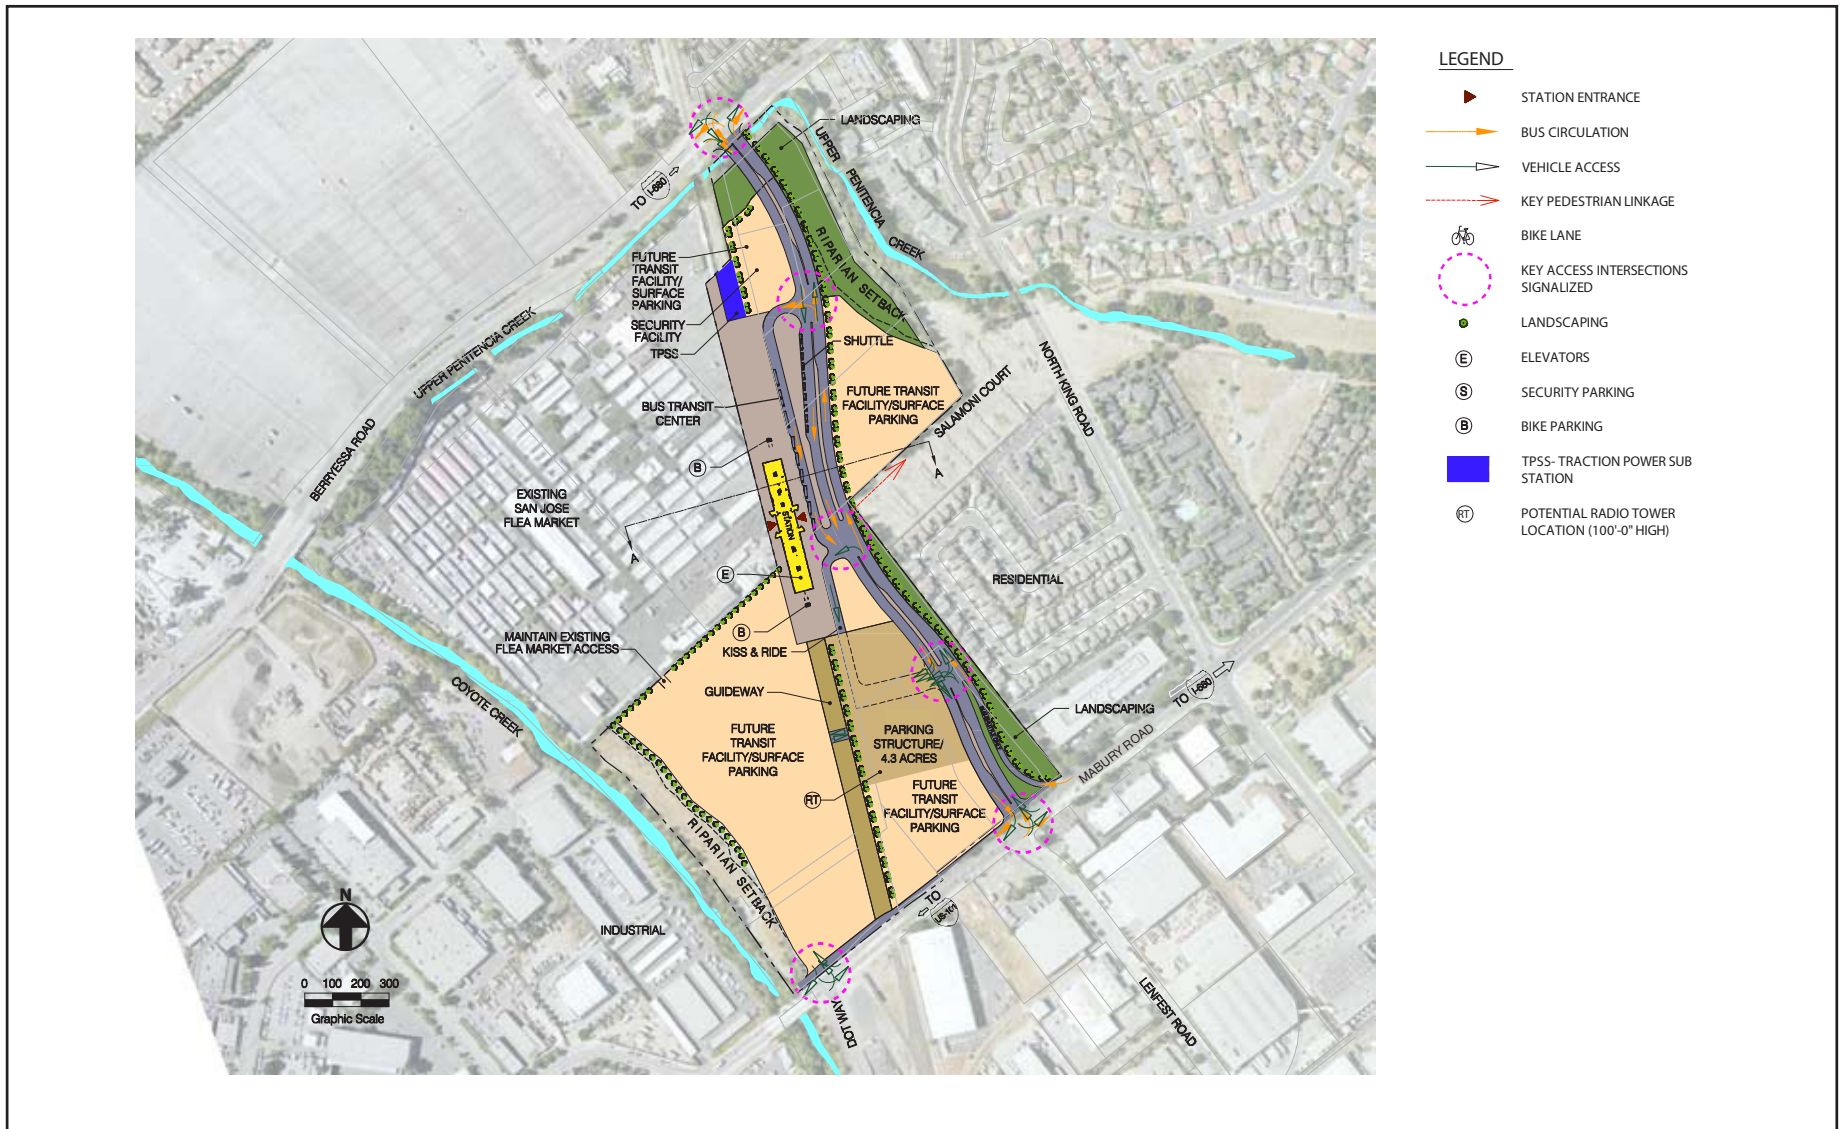 LEGEND
STATION ENTRANCE
BUS CIRCULATION
VEHICLE ACCESS
KEY PEDESTRIAN LINKAGE
BIKE LANE
KEY ACCESS INTERSECTIONS
SIGNALIZED
LANDSCAPING
E
ELEVATORS
S
SECURITY PARKING
B
BIKE PARKING
TPSS- TRACTION POWER SUB
STATION
RT
POTENTIAL RADIO TOWER
LOCATION (100'-0" HIGH)
LANDSCAPING
UPPER
PENITENCIA
CREEK
TO I-680
RIPARIAN SETBACK
FUTURE
TRANSIT
FACILITY/
SURFACE
PARKING
SECURITY
FACILITY
TPSS
UPPER PENITENCIA CREEK
SHUTTLE
BUS TRANSIT
CENTER
FUTURE TRANSIT
FACILITY/SURFACE
PARKING
SALAMONI COURT
NORTH KING ROAD
BERRYESSA ROAD
B
A
EXISTING
SAN JOSE
FLEA MARKET
STATION
A
E
RESIDENTIAL
B
MAINTAIN EXISTING
FLEA MARKET ACCESS
KISS & RIDE
COYOTE CREEK
GUIDEWAY
TO I-680
LANDSCAPING
MABURY ROAD
FUTURE
TRANSIT
FACILITY/SURFACE
PARKING
PARKING
STRUCTURE/
4.3 ACRES
RT
FUTURE
TRANSIT
FACILITY/SURFACE
PARKING
RIPARIAN SETBACK
TO
US-101
INDUSTRIAL
N
0 100 200 300
Graphic Scale
DOT WAY
LENFEST ROAD